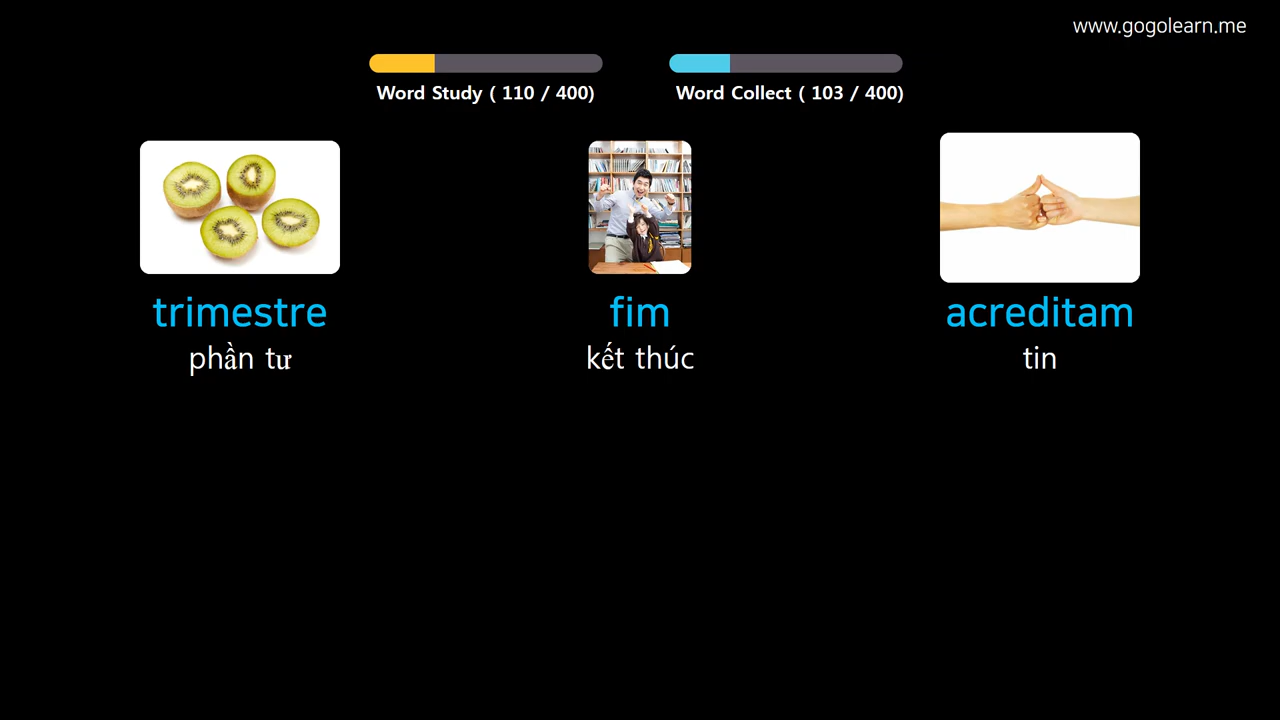 www.gogolearn.me
Word Study ( 110 / 400)
Word Collect ( 103 / 400)
trimestre
phần tư
fim
kết thúc
acreditam
tin